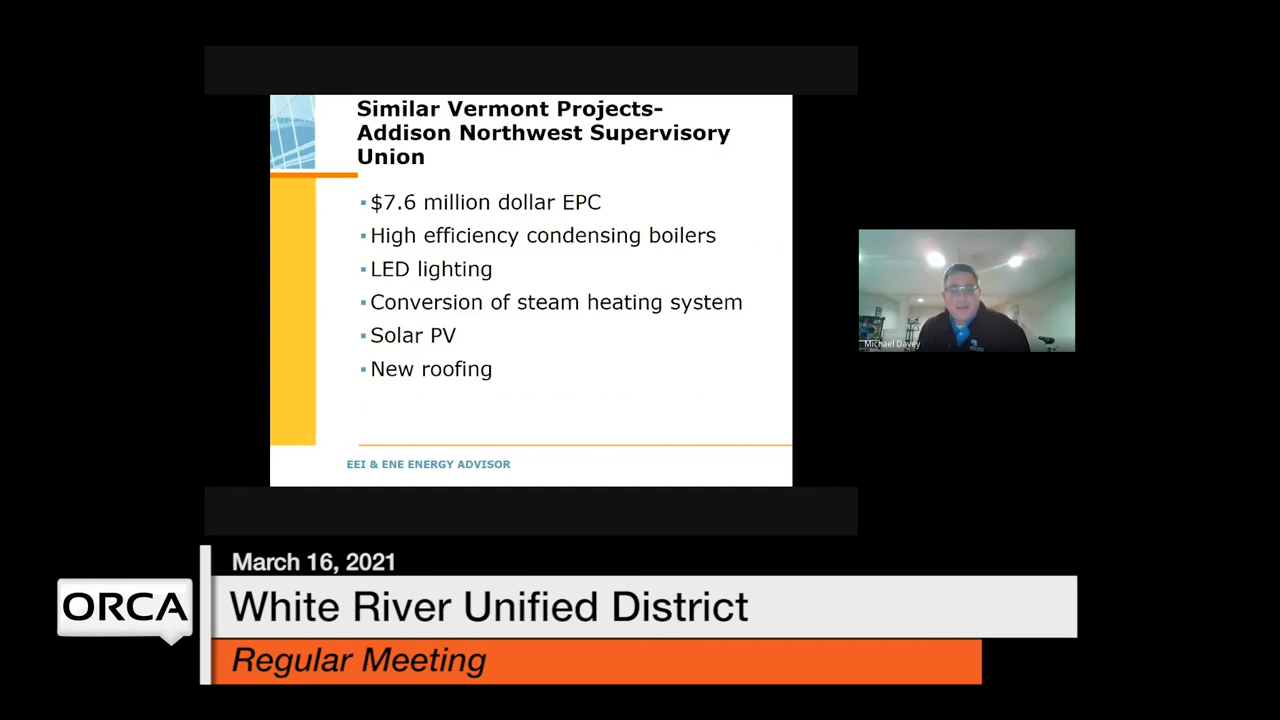 Similar Vermont Projects-
Addison Northwest Supervisory
Union
▪ $7.6 million dollar EPC
▪ High efficiency condensing boilers
▪ LED lighting
▪ Conversion of steam heating system
▪ Solar PV
▪ New roofing
EEI & ENE ENERGY ADVISOR
Michael Davey
March 16, 2021
ORCA
White River Unified District
Regular Meeting